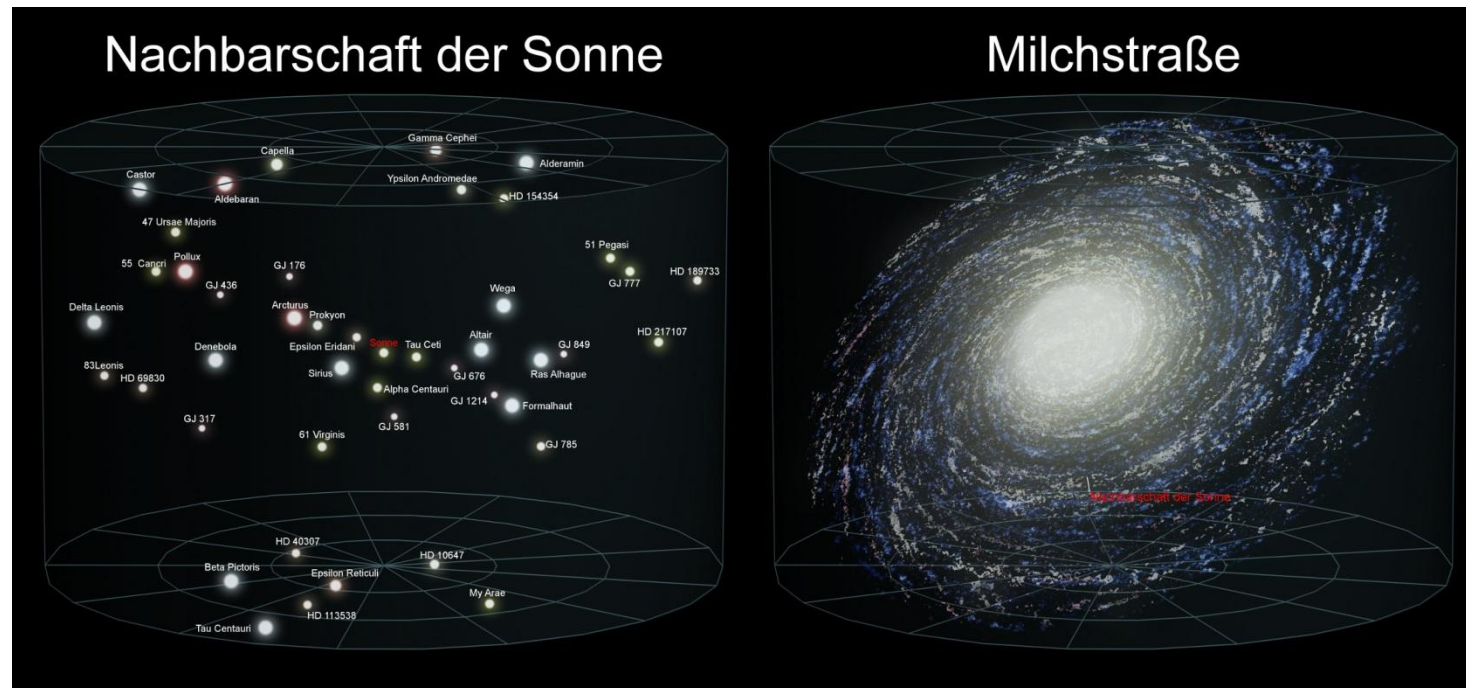 Nachbarschaft der Sonne
Milchstraße
Gamma Cephei
Capella
Alderamin
Castor
Ypsilon Andromedae
Aldebaran
HD 154354
47 Ursae Majoris
51 Pegasi
Pollux
55 Cancri
GJ 176
HD 189733
GJ 777
GJ 436
Wega
Delta Leonis
Arcturus
Prokyon
HD 217107
Altair
Denebola
Epsilon Eridani
Sonne
Tau Ceti
GJ 849
83Leonis
Sirius
GJ 676
Ras Alhague
HD 69830
Alpha Centauri
GJ 1214
Formalhaut
GJ 317
GJ 581
61 Virginis
GJ 785
Nachbarschaft der Sonne
HD 40307
HD 10647
Beta Pictoris
Epsilon Reticuli
My Arae
HD 113538
Tau Centauri